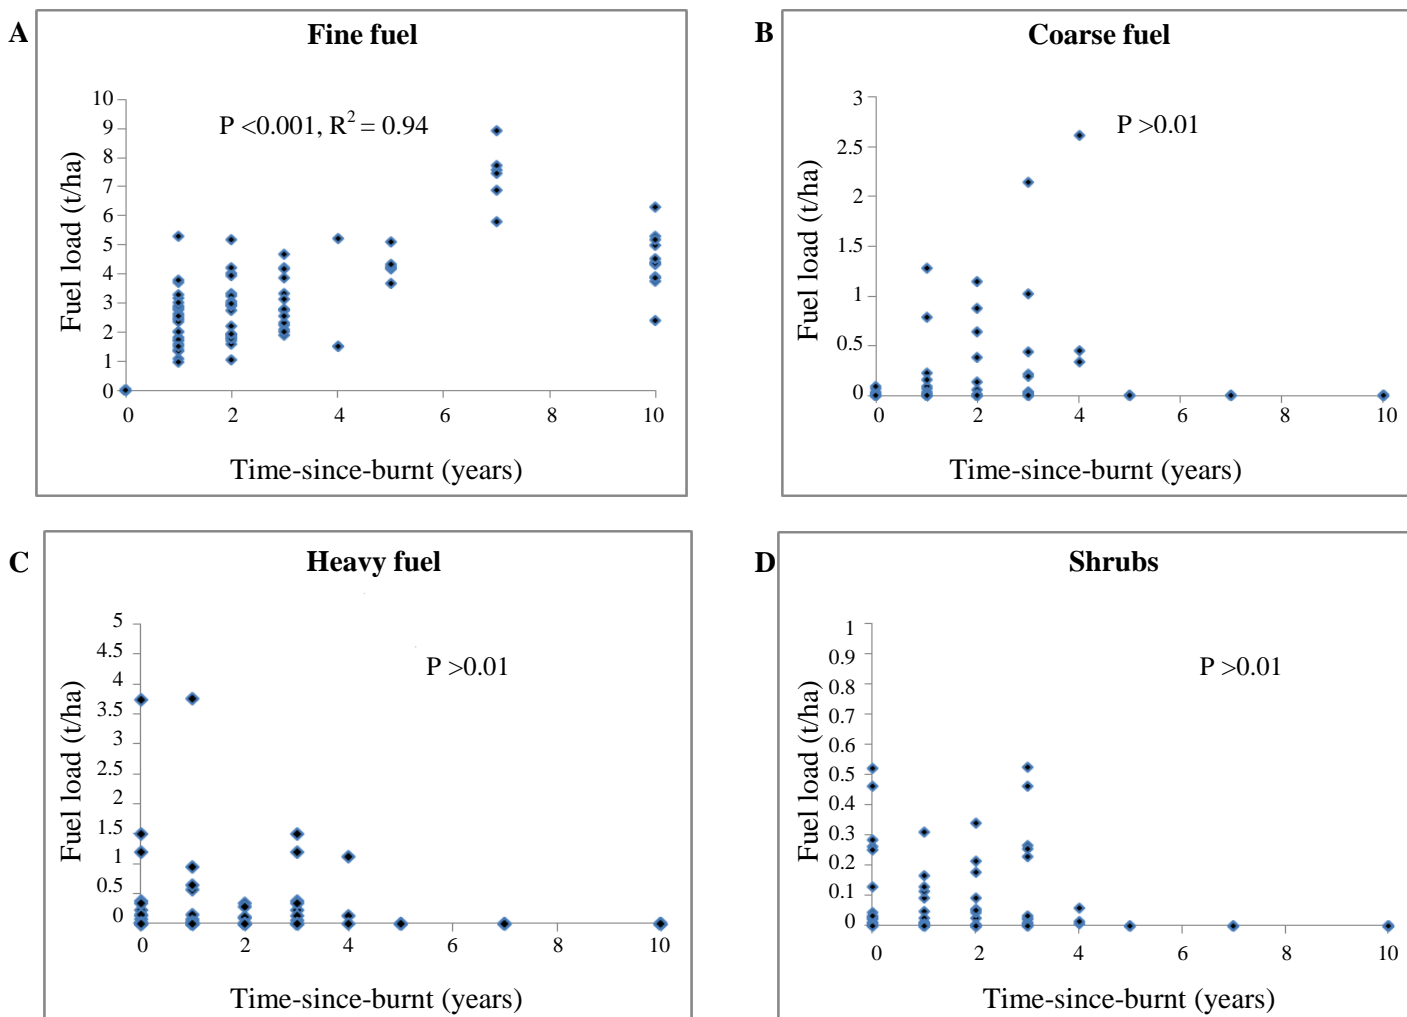 A
Fine fuel
P <0.001, R² = 0.94
Fuel load (t/ha)
10
9
8
7
6
5
4
3
2
1
0
0 2 4 6 8 10
Time-since-burnt (years)
B
Coarse fuel
P >0.01
Fuel load (t/ha)
3
2.5
2
1.5
1
0.5
0
0 2 4 6 8 10
Time-since-burnt (years)
C
Heavy fuel
P >0.01
Fuel load (t/ha)
5
4.5
4
3.5
3
2.5
2
1.5
1
0.5
0
0 2 4 6 8 10
Time-since-burnt (years)
D
Shrubs
P >0.01
Fuel load (t/ha)
1
0.9
0.8
0.7
0.6
0.5
0.4
0.3
0.2
0.1
0
0 2 4 6 8 10
Time-since-burnt (years)